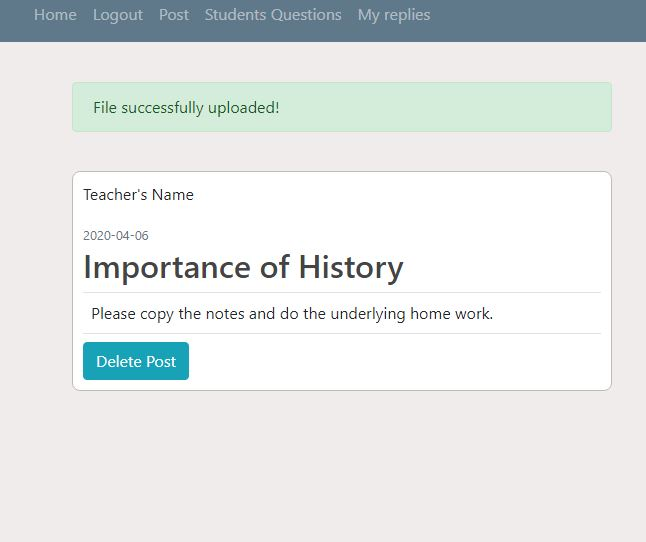 Home Logout Post Students Questions My replies
File successfully uploaded!
Teacher's Name
2020-04-06
Importance of History
Please copy the notes and do the underlying home work.
Delete Post